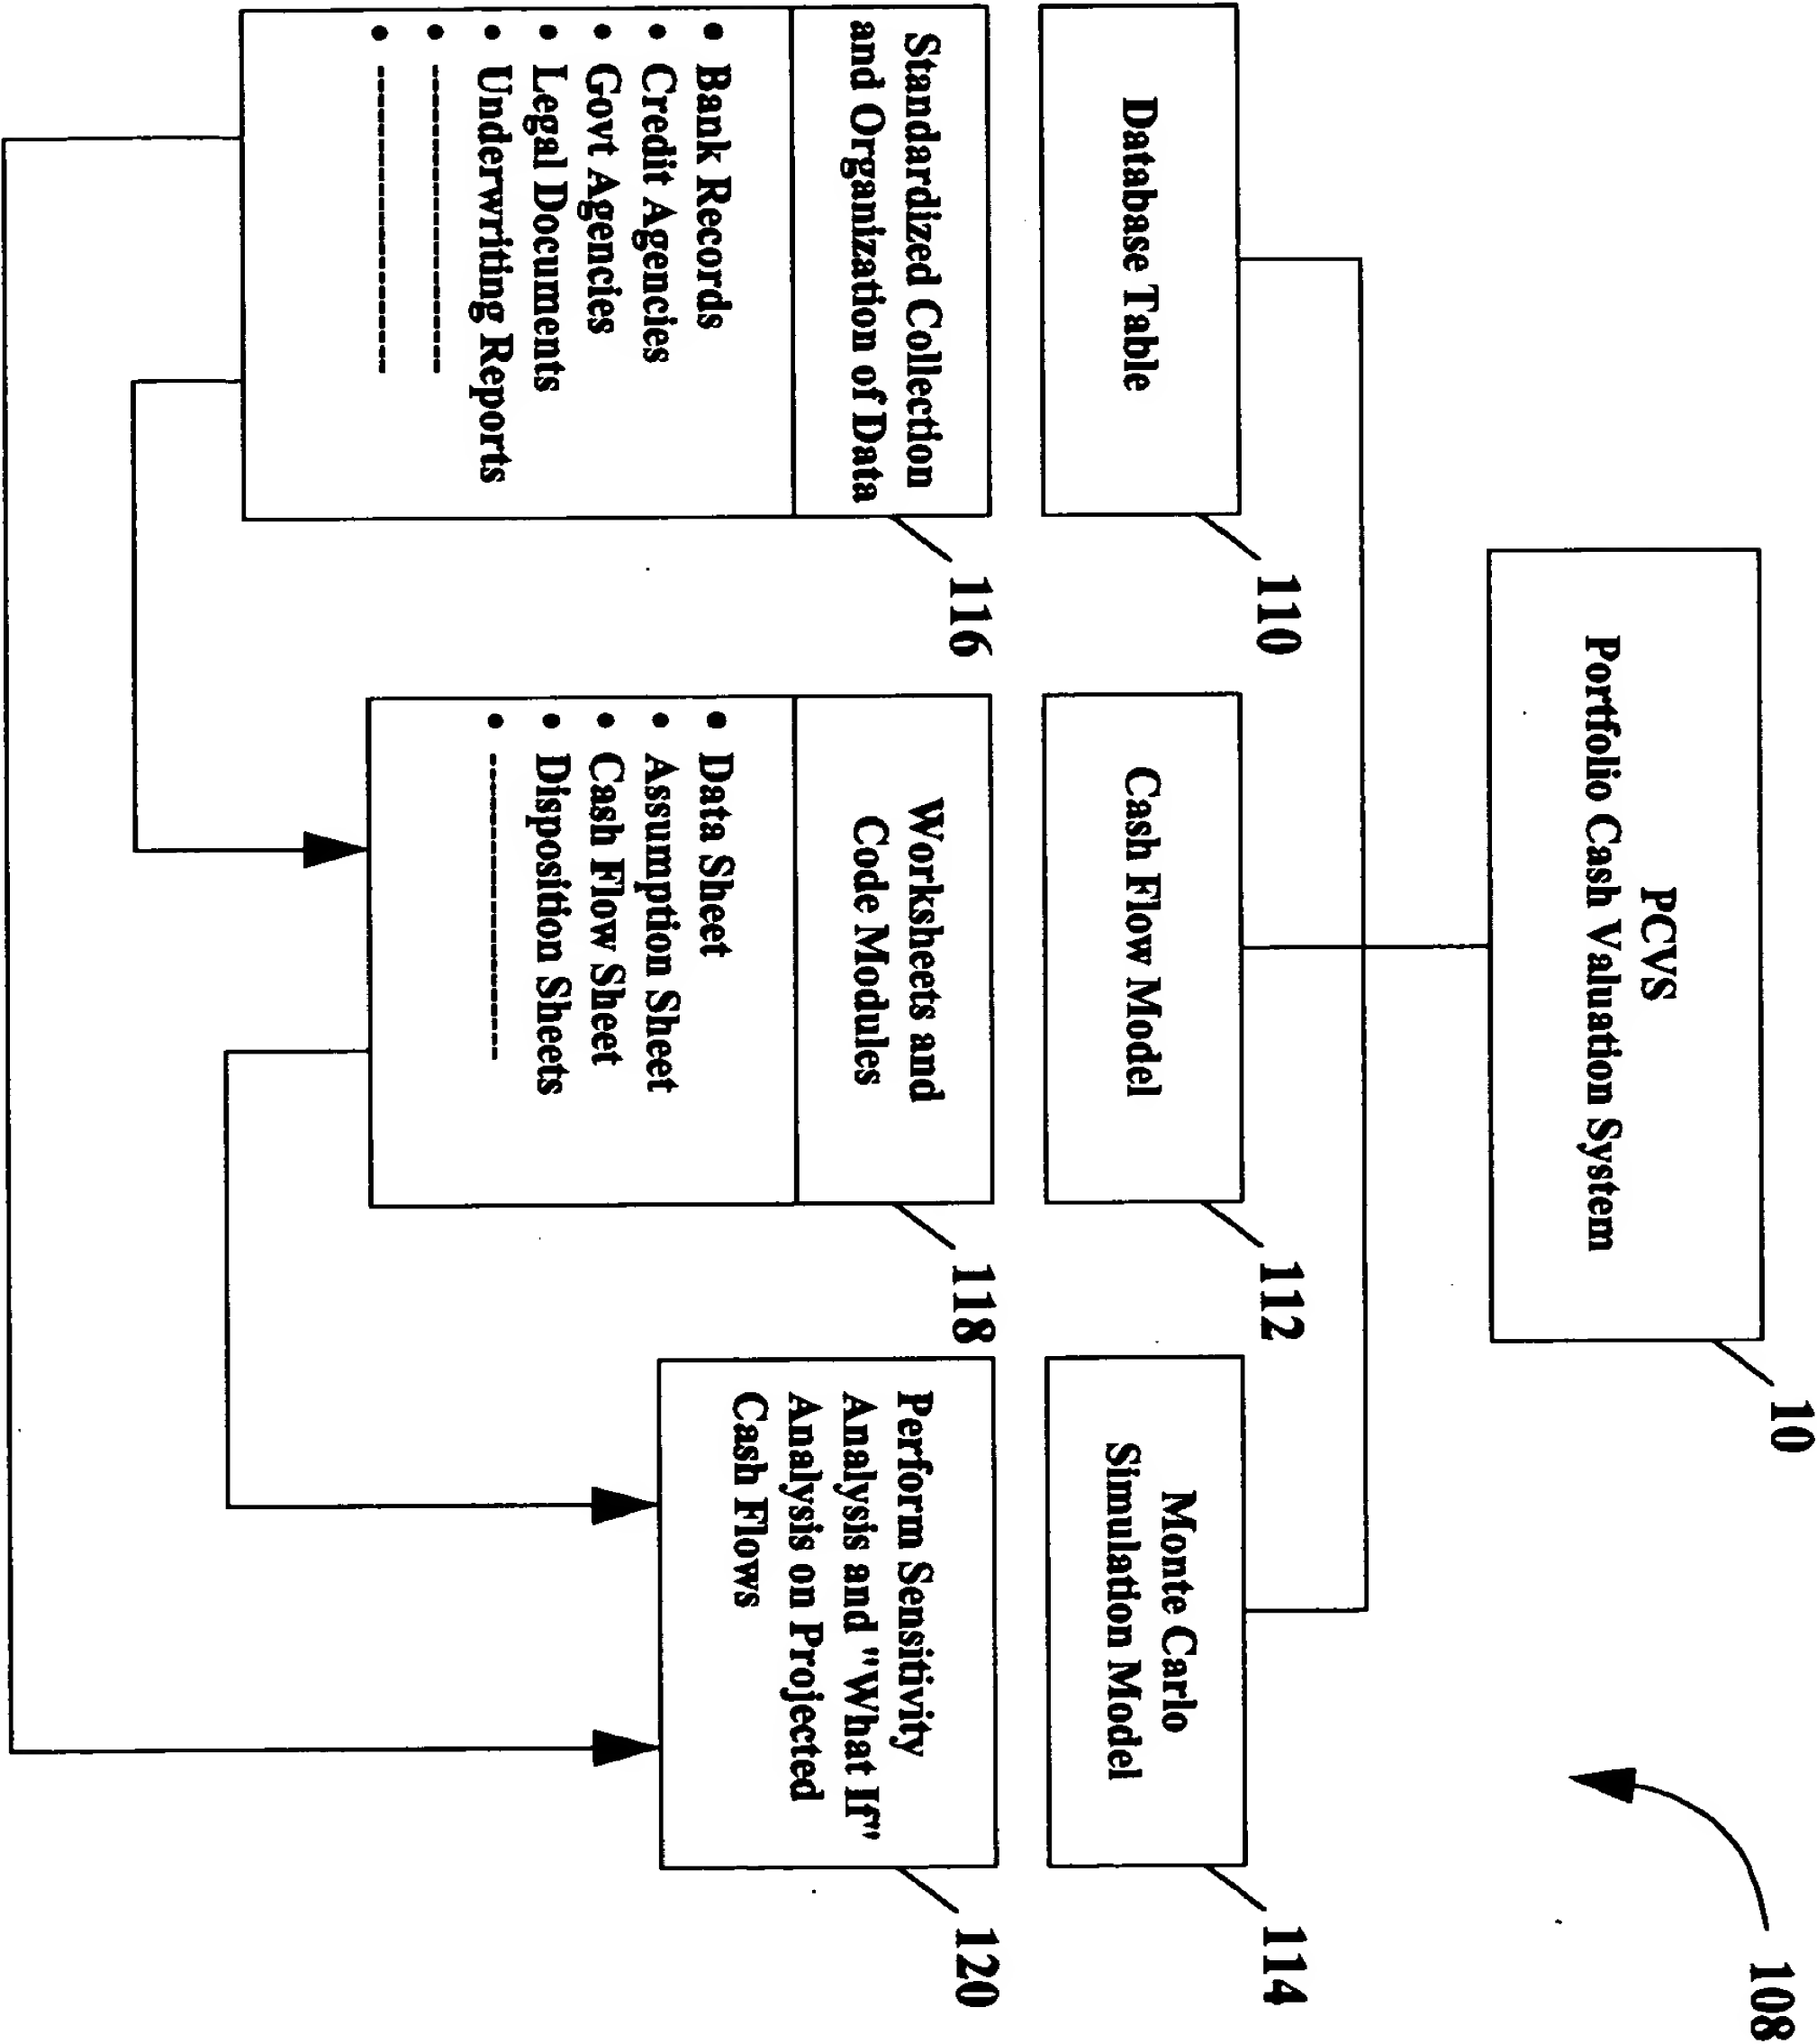 108
PCVS
Portfolio Cash Valuation System
10
Database Table
110
Cash Flow Model
112
Monte Carlo
Simulation Model
114
Standardized Collection
and Organization of Data
116
• Bank Records
• Credit Agencies
• Govt Agencies
• Legal Documents
• Underwriting Reports
• ----------------------
• ----------------------
Worksheets and
Code Modules
118
• Data Sheet
• Assumption Sheet
• Cash Flow Sheet
• Disposition Sheets
• ----------------------
Perform Sensitivity
Analysis and "What If"
Analysis on Projected
Cash Flows
120